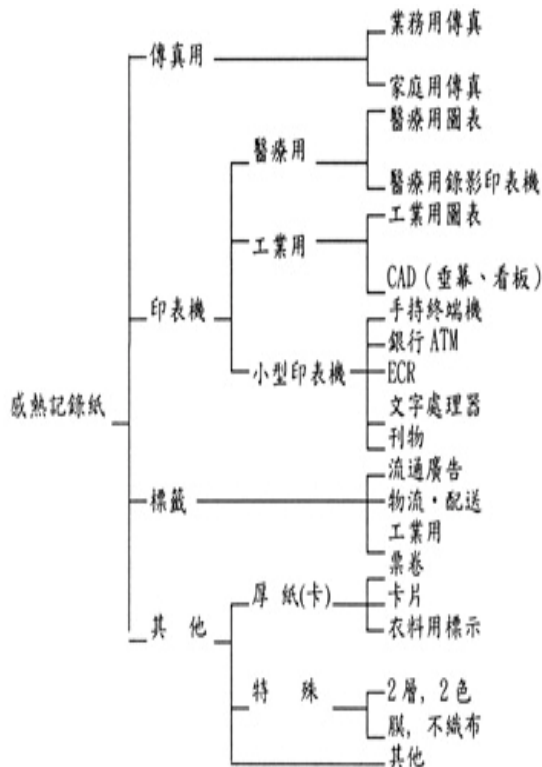 業務用傳真
傳真用
家庭用傳真
醫療用圖表
醫療用
醫療用錄影印表機
工業用圖表
工業用
CAD（垂幕、看板）
印表機
手持終端機
銀行 ATM
小型印表機
ECR
文字處理器
感熱記錄紙
刊物
流通廣告
標籤
物流・配送
工業用
票卷
厚 紙(卡)
卡片
其 他
衣料用標示
特 殊
2層, 2色
膜, 不織布
其他